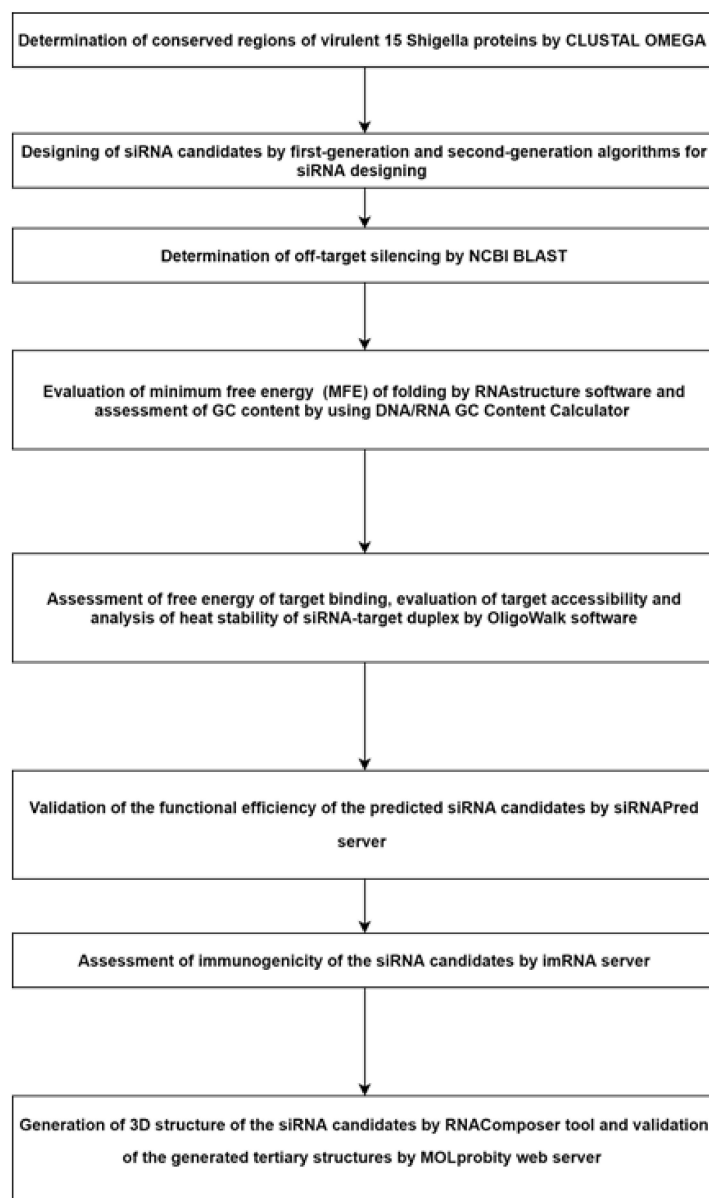 Determination of conserved regions of virulent 15 Shigella proteins by CLUSTAL OMEGA
Designing of siRNA candidates by first-generation and second-generation algorithms for
siRNA designing
Determination of off-target silencing by NCBI BLAST
Evaluation of minimum free energy (MFE) of folding by RNAstructure software and
assessment of GC content by using DNA/RNA GC Content Calculator
Assessment of free energy of target binding, evaluation of target accessibility and
analysis of heat stability of siRNA-target duplex by OligoWalk software
Validation of the functional efficiency of the predicted siRNA candidates by siRNAPred
server
Assessment of immunogenicity of the siRNA candidates by imRNA server
Generation of 3D structure of the siRNA candidates by RNAComposer tool and validation
of the generated tertiary structures by MOLprobity web server